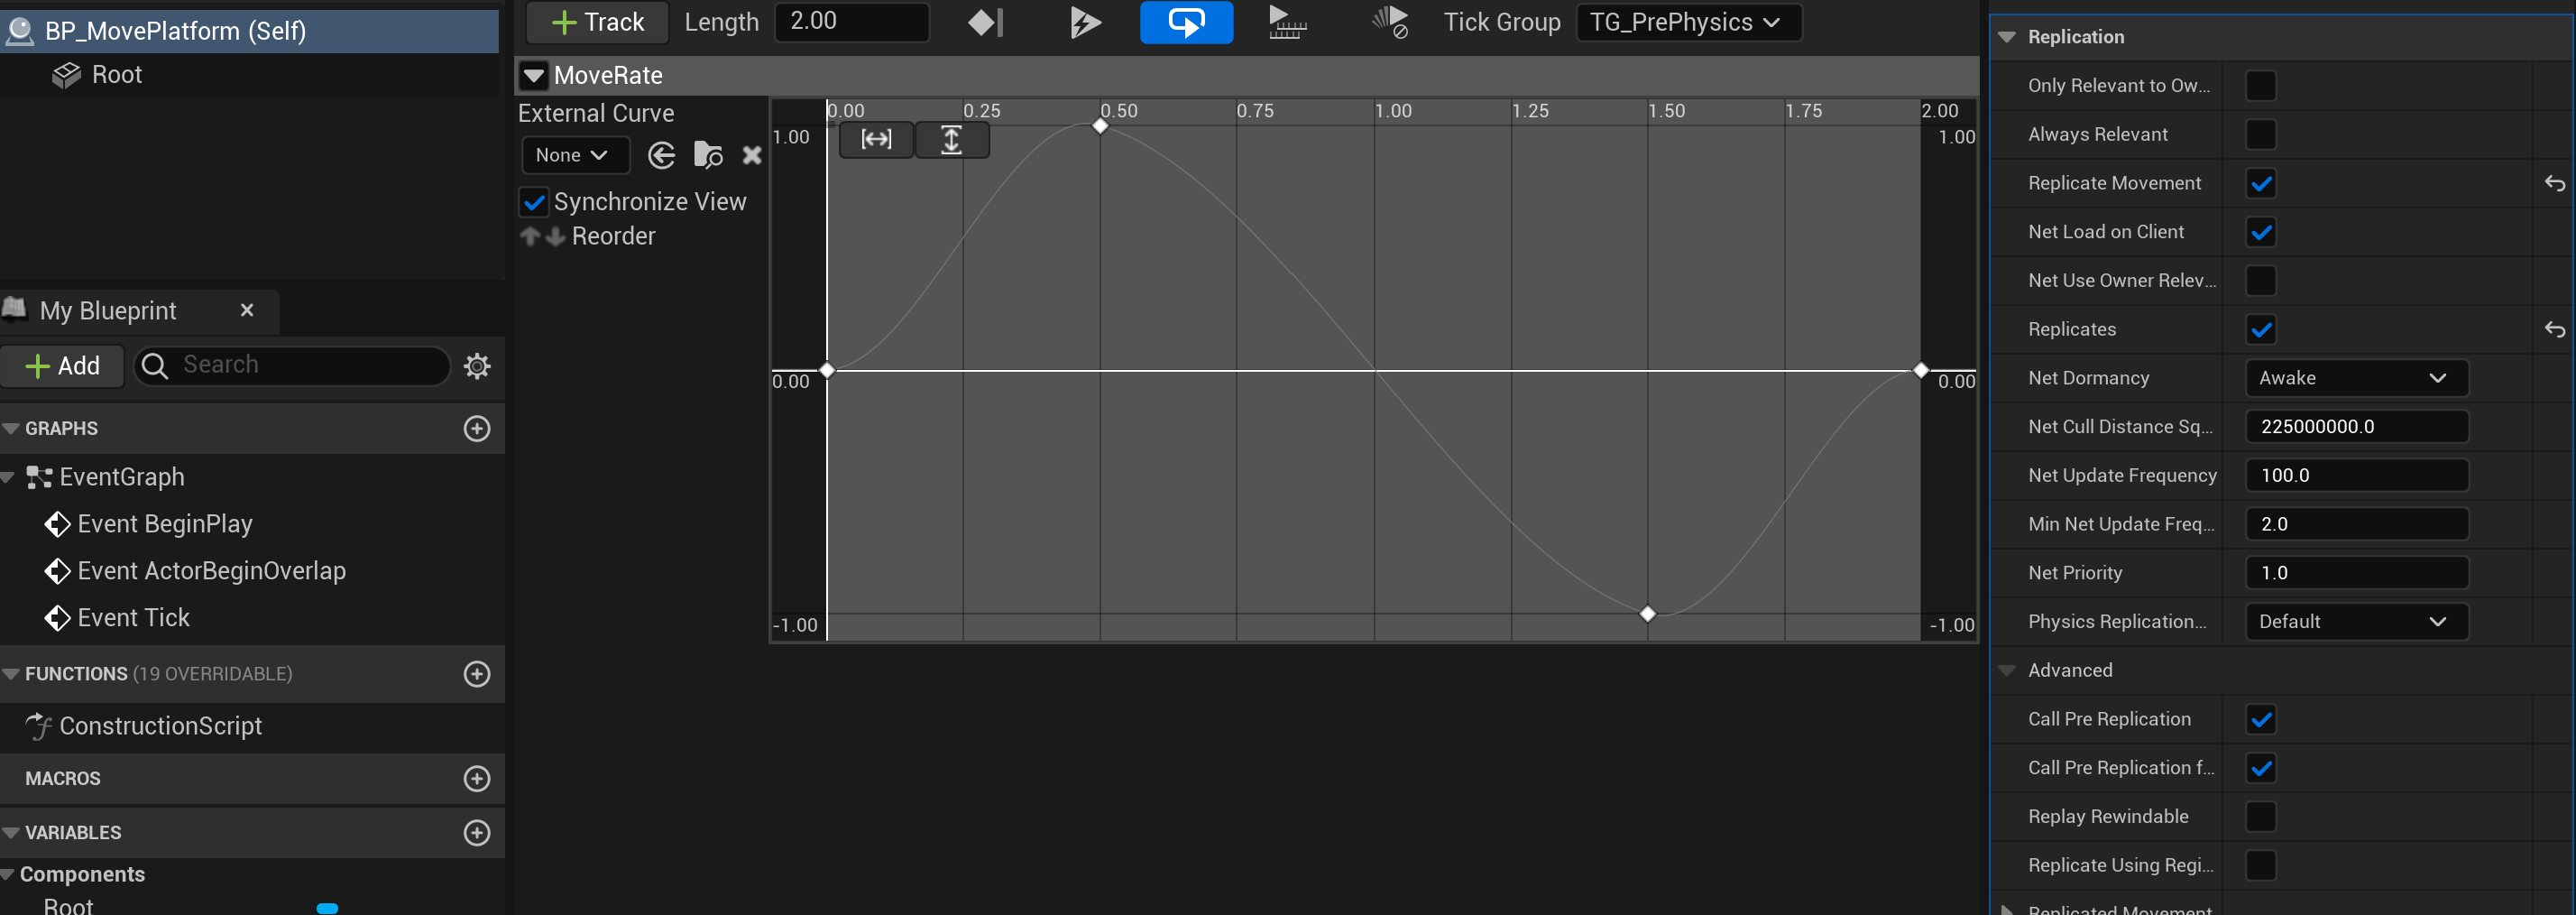 BP_MovePlatform (Self)
Root
My Blueprint
Add
Search
GRAPHS
EventGraph
Event BeginPlay
Event ActorBeginOverlap
Event Tick
FUNCTIONS (19 OVERRIDABLE)
ConstructionScript
MACROS
VARIABLES
Components
Root
Track
Length
2.00
Tick Group
TG_PrePhysics
MoveRate
External Curve
None
Synchronize View
Reorder
0.00 0.25 0.50 0.75 1.00 1.25 1.50 1.75 2.00
1.00 1.00
0.00 0.00
-1.00 -1.00
Replication
Only Relevant to Ow...
Always Relevant
Replicate Movement
Net Load on Client
Net Use Owner Relev...
Replicates
Net Dormancy Awake
Net Cull Distance Sq... 225000000.0
Net Update Frequency 100.0
Min Net Update Freq... 2.0
Net Priority 1.0
Physics Replication... Default
Advanced
Call Pre Replication
Call Pre Replication f...
Replay Rewindable
Replicate Using Regi...
Replicated Movement